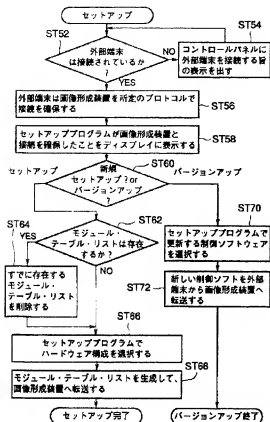 セットアップ
ST52
外部端末
は接続されているか
?
NO
ST54
コントロールパネルに
外部端末を接続する旨
の表示を出す
YES
外部端末は画像形成装置を所定のプロトコルで
接続を確保する
ST56
セットアッププログラムが画像形成装置と
接続を確保したことをディスプレイに表示する
ST58
ST60
セットアップ
新規
セットアップ?or
バージョンアップ
?
バージョンアップ
ST62
モジュール・
テーブル・リストは存在
するか?
YES
NO
ST64
すでに存在する
モジュール・
テーブル・リスト
を削除する
ST70
セットアッププログラムで
更新する制御ソフトウェア
を選択する
ST72
新しい制御ソフトを外部
端末から画像形成装置へ
転送する
ST66
セットアッププログラムで
ハードウェア構成を選択する
ST68
モジュール・テーブル・リストを生成して、
画像形成装置へ転送する
セットアップ完了
バージョンアップ終了